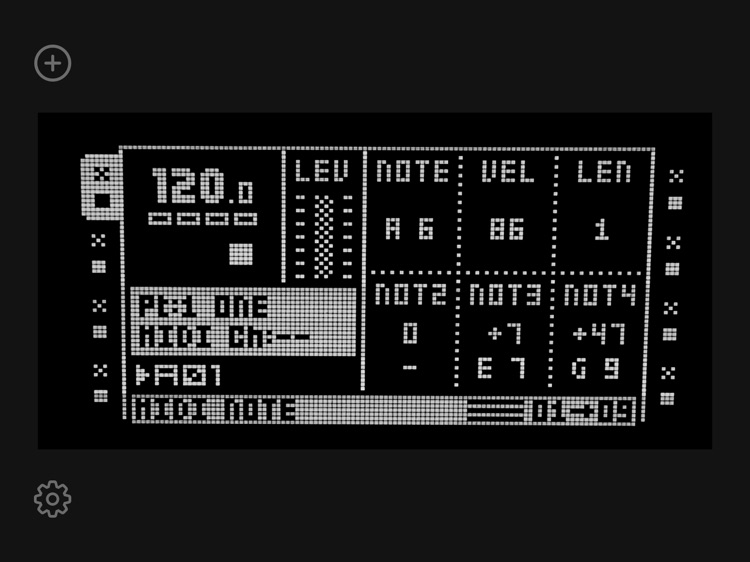 120.0 LEV NOTE VEL LEN
A 6 86 1
ONE
MIDI Ch:--
NOT2 NOT3 NOT4
0 +7 +47
- E 7 G 9
A01
MIDI NOTE 01→09